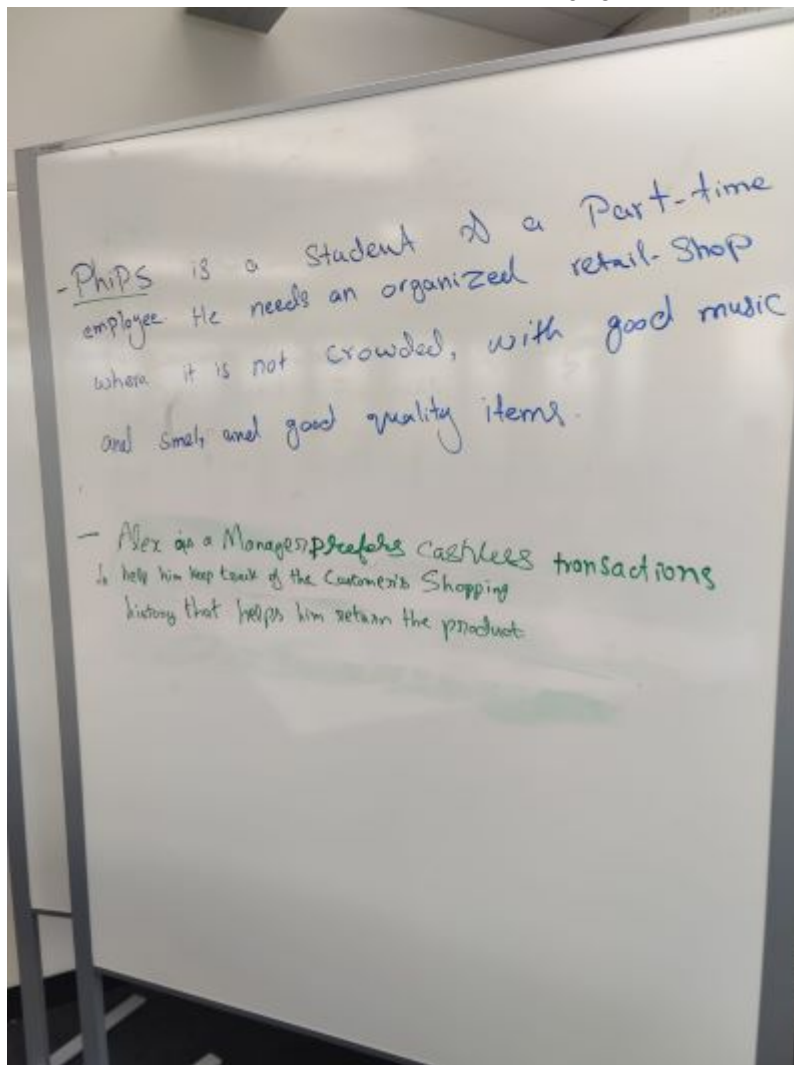 - PhiPS is a student & a Part-time
employee. He needs an organized retail-Shop
where it is not crowded, with good music
and smel, and good quality items.
- Alex as a Manager, prefers cashless transactions
to help him keep track of the Customer's Shopping
history that helps him return the product.